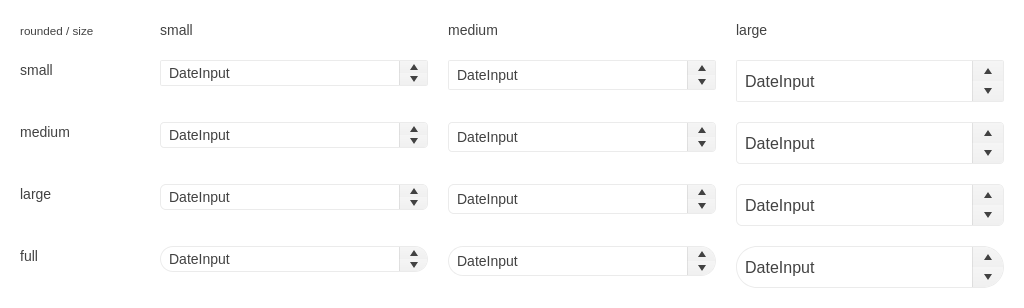 rounded / size small medium large
small DateInput DateInput DateInput
medium DateInput DateInput DateInput
large DateInput DateInput DateInput
full DateInput DateInput DateInput